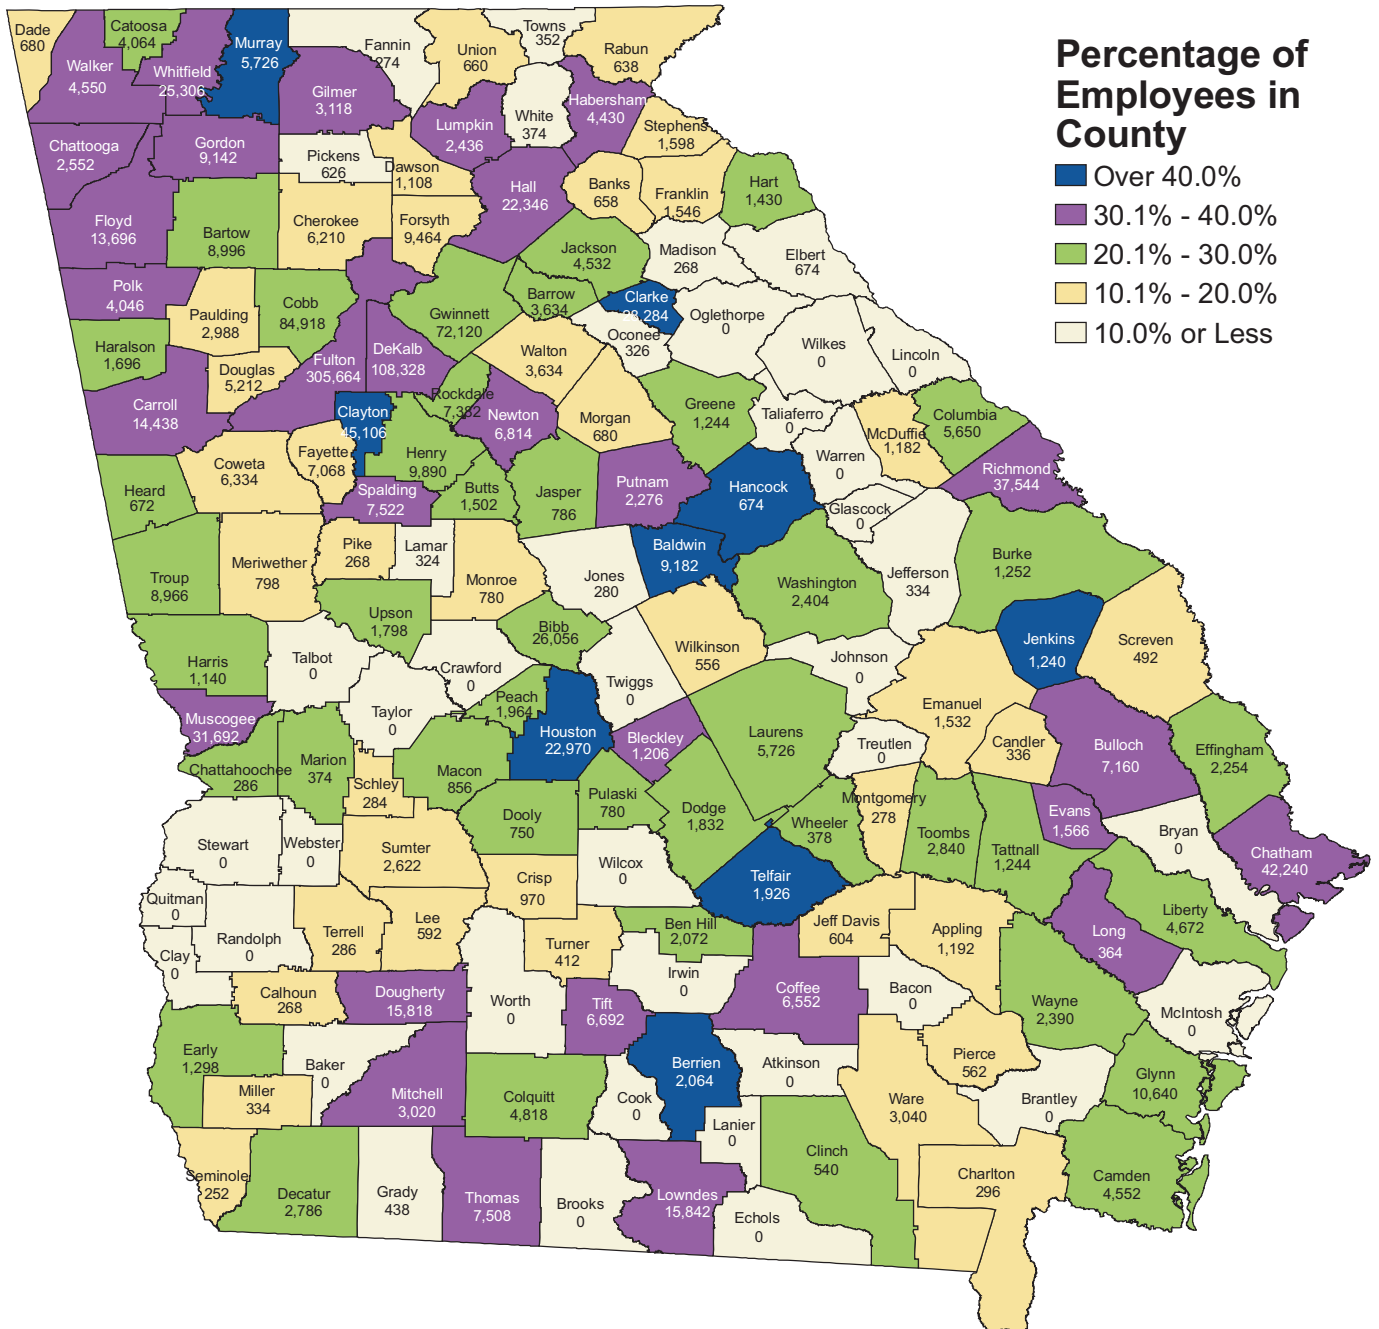 Percentage of
Employees in
County
Over 40.0%
30.1% - 40.0%
20.1% - 30.0%
10.1% - 20.0%
10.0% or Less
Dade
680
Catoosa
4,064
Walker
4,550
Whitfield
25,306
Murray
5,726
Fannin
274
Gilmer
3,118
Union
660
Towns
352
Rabun
638
White
374
Habersham
4,430
Lumpkin
2,436
Stephens
1,598
Chattooga
2,552
Gordon
9,142
Pickens
626
Dawson
1,108
Hall
22,346
Banks
658
Franklin
1,546
Hart
1,430
Floyd
13,696
Bartow
8,996
Cherokee
6,210
Forsyth
9,464
Jackson
4,532
Madison
268
Elbert
674
Polk
4,046
Paulding
2,988
Cobb
84,918
Gwinnett
72,120
Barrow
3,634
Clarke
28,284
Oconee
326
Oglethorpe
0
Wilkes
0
Lincoln
0
Haralson
1,696
Douglas
5,212
Fulton
305,664
DeKalb
108,328
Walton
3,634
Rockdale
7,382
Newton
6,814
Morgan
680
Greene
1,244
Taliaferro
0
McDuffie
1,182
Columbia
5,650
Carroll
14,438
Clayton
45,106
Fayette
7,068
Henry
9,890
Warren
0
Richmond
37,544
Coweta
6,334
Spalding
7,522
Butts
1,502
Jasper
786
Putnam
2,276
Hancock
674
Glascock
0
Heard
672
Troup
8,966
Meriwether
798
Pike
268
Lamar
324
Monroe
780
Jones
280
Baldwin
9,182
Washington
2,404
Jefferson
334
Burke
1,252
Upson
1,798
Bibb
26,056
Wilkinson
556
Johnson
0
Jenkins
1,240
Screven
492
Harris
1,140
Talbot
0
Crawford
0
Twiggs
0
Peach
1,964
Taylor
0
Muscogee
31,692
Houston
22,970
Bleckley
1,206
Laurens
5,726
Emanuel
1,532
Treutlen
0
Candler
336
Bulloch
7,160
Effingham
2,254
Chattahoochee
286
Marion
374
Schley
284
Macon
856
Pulaski
780
Dodge
1,832
Wheeler
378
Montgomery
278
Toombs
2,840
Tattnall
1,244
Evans
1,566
Bryan
0
Chatham
42,240
Stewart
0
Webster
0
Sumter
2,622
Dooly
750
Crisp
970
Wilcox
0
Telfair
1,926
Quitman
0
Randolph
0
Terrell
286
Lee
592
Turner
412
Ben Hill
2,072
Jeff Davis
604
Appling
1,192
Long
364
Liberty
4,672
Clay
0
Calhoun
268
Dougherty
15,818
Worth
0
Tift
6,692
Irwin
0
Coffee
6,552
Bacon
0
Wayne
2,390
McIntosh
0
Early
1,298
Baker
0
Miller
334
Mitchell
3,020
Colquitt
4,818
Cook
0
Berrien
2,064
Atkinson
0
Lanier
0
Pierce
562
Ware
3,040
Brantley
0
Glynn
10,640
Seminole
252
Decatur
2,786
Grady
438
Thomas
7,508
Brooks
0
Lowndes
15,842
Echols
0
Clinch
540
Charlton
296
Camden
4,552